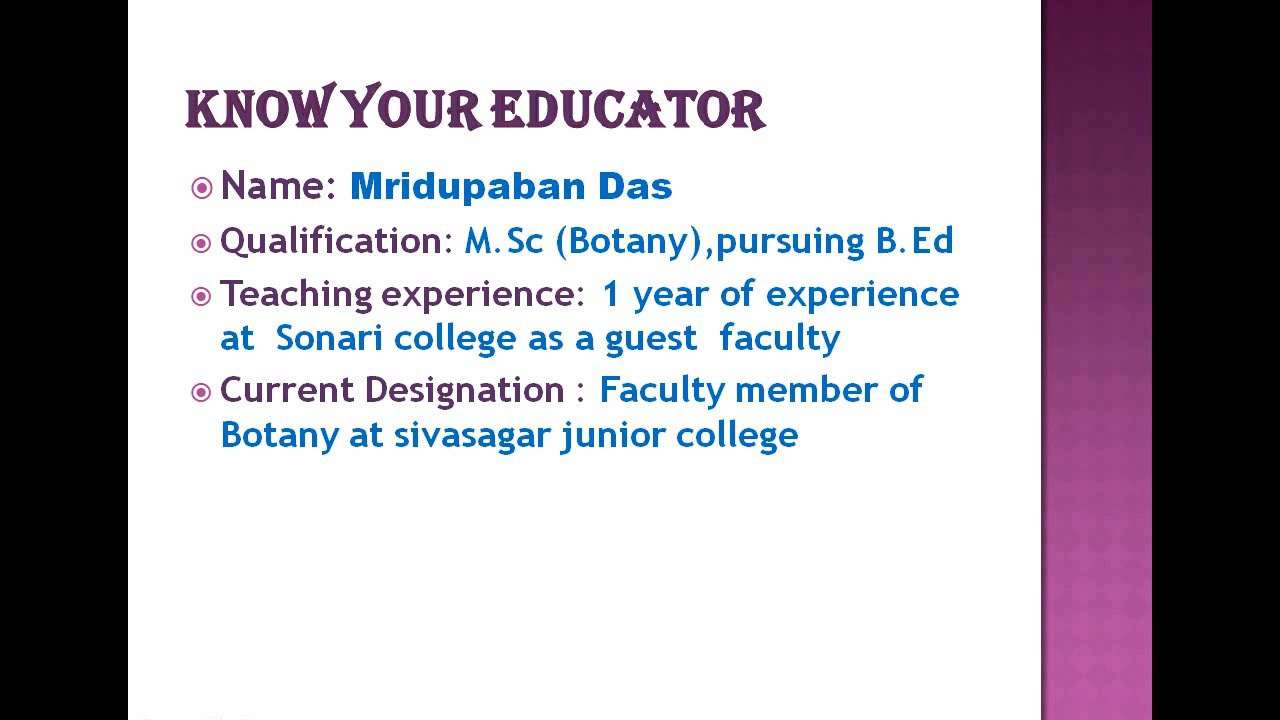 KNOW YOUR EDUCATOR
Name: Mridupaban Das
Qualification: M.Sc (Botany),pursuing B.Ed
Teaching experience: 1 year of experience
at Sonari college as a guest faculty
Current Designation : Faculty member of
Botany at sivasagar junior college